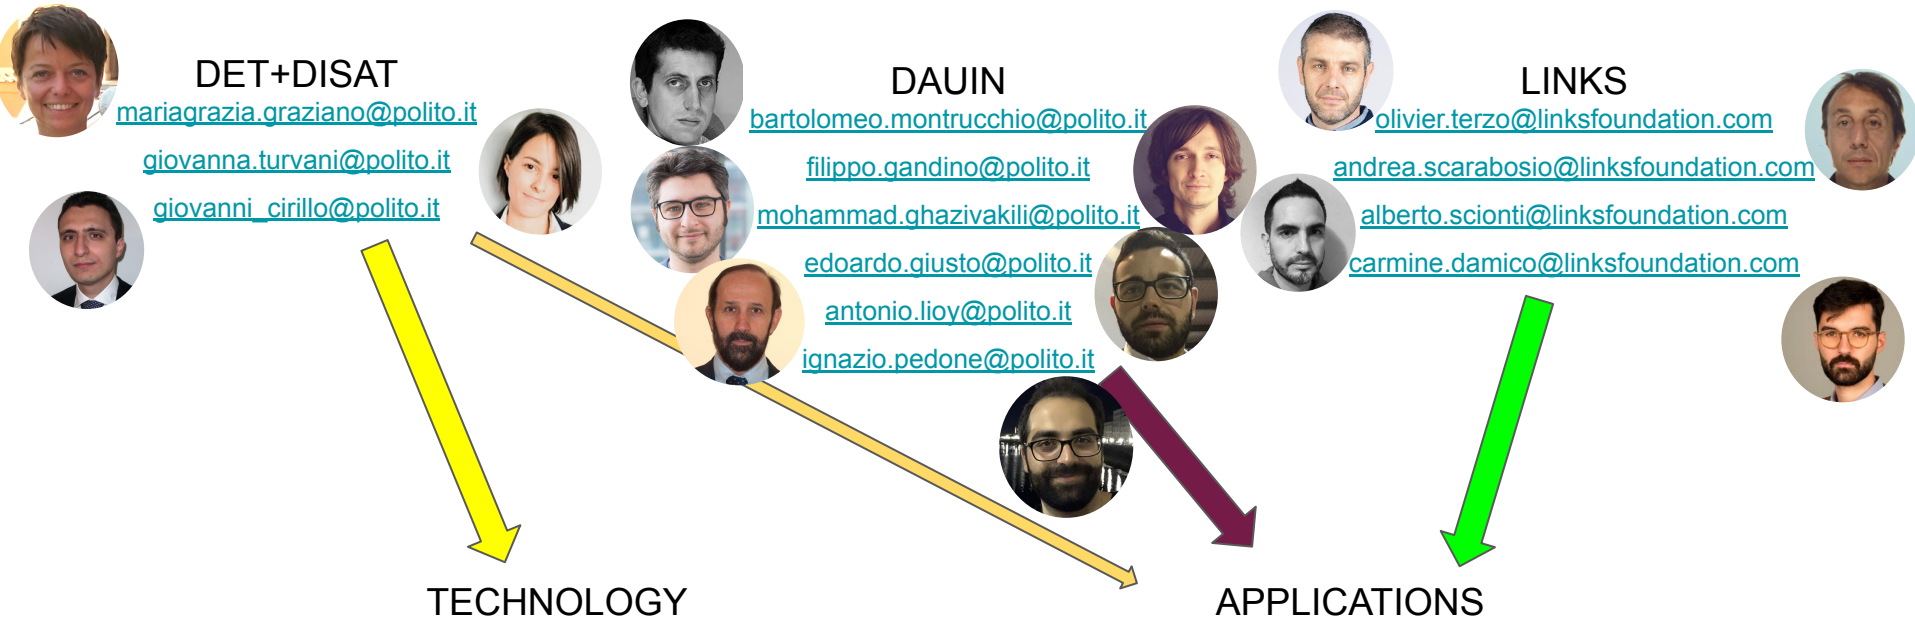 DET+DISAT
mariagrazia.graziano@polito.it
giovanna.turvani@polito.it
giovanni_cirillo@polito.it
DAUIN
bartolomeo.montrucchio@polito.it
filippo.gandino@polito.it
mohammad.ghazivakili@polito.it
edoardo.giusto@polito.it
antonio.lioy@polito.it
ignazio.pedone@polito.it
LINKS
olivier.terzo@linksfoundation.com
andrea.scarabosio@linksfoundation.com
alberto.scionti@linksfoundation.com
carmine.damico@linksfoundation.com
TECHNOLOGY
APPLICATIONS